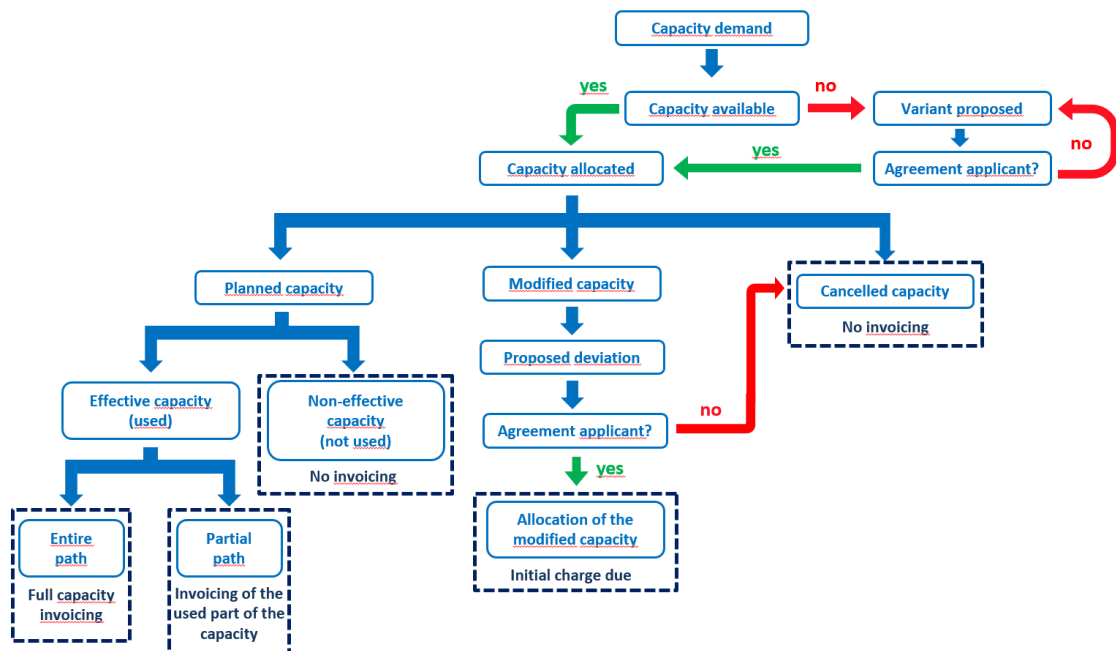 Capacity demand
yes
Capacity available
no
Variant proposed
no
yes
Capacity allocated
Agreement applicant?
Planned capacity
Modified capacity
Cancelled capacity
No invoicing
Proposed deviation
Effective capacity
(used)
Non-effective
capacity
(not used)
No invoicing
Agreement applicant?
no
yes
Entire
path
Full capacity
invoicing
Partial
path
Invoicing of the
used part of the
capacity
Allocation of the
modified capacity
Initial charge due